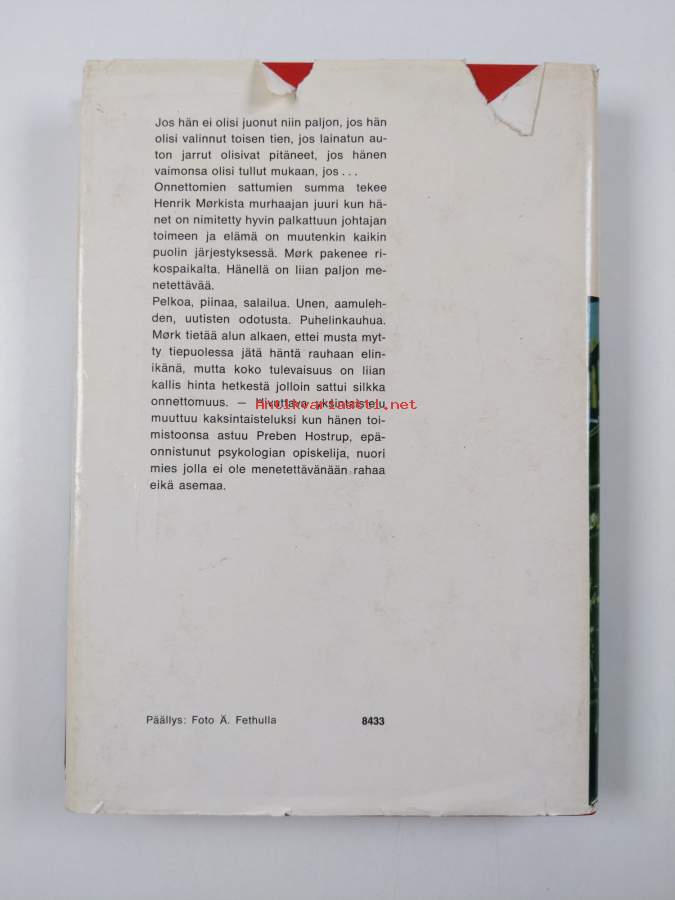 Jos hän ei olisi juonut niin paljon, jos hän
olisi valinnut toisen tien, jos lainatun au-
ton jarrut olisivat pitäneet, jos hänen
vaimonsa olisi tullut mukaan, jos . . .
Onnettomien sattumien summa tekee
Henrik Mørkista murhaajan juuri kun hä-
net on nimitetty hyvin palkattuun johtajan
toimeen ja elämä on muutenkin kaikin
puolin järjestyksessä. Mørk pakenee ri-
kospaikalta. Hänellä on liian paljon me-
netettävää.
Pelkoa, piinaa, salailua. Unen, aamuleh-
den, uutisten odotusta. Puhelinkauhua.
Mørk tietää alun alkaen, ettei musta myt-
ty tiepuolessa jätä häntä rauhaan elin-
ikänä, mutta koko tulevaisuus on liian
kallis hinta hetkestä jolloin sattui silkka
onnettomuus. — yksintaistelu
Antikvariaatti.net
muuttuu kaksintaisteluksi kun hänen toi-
mistoonsa astuu Preben Hostrup, epä-
onnistunut psykologian opiskelija, nuori
mies jolla ei ole menetettävänään rahaa
eikä asemaa.
Päällys: Foto Ä. Fethulla 8433